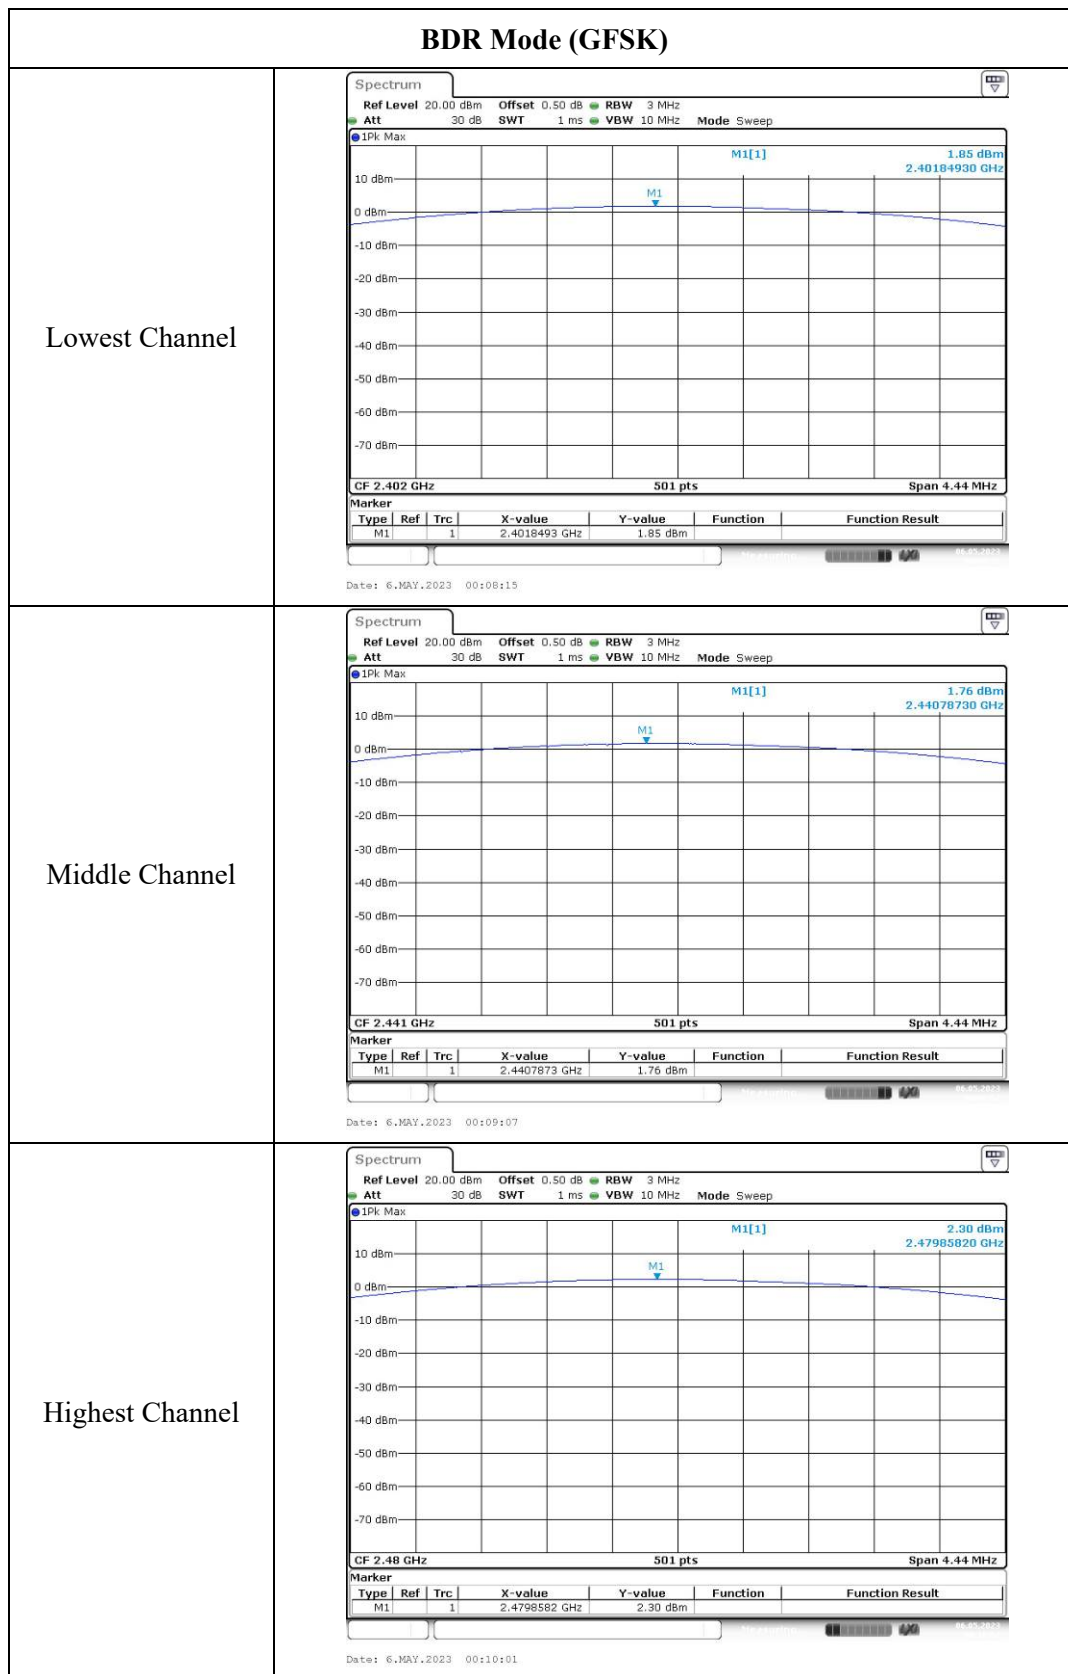 BDR Mode (GFSK)
Lowest Channel
Spectrum
Ref Level 20.00 dBm Offset 0.50 dB RBW 3 MHz
Att 30 dB SWT 1 ms VBW 10 MHz Mode Sweep
1Pk Max
M1[1] 1.85 dBm
2.40184930 GHz
10 dBm
M1
0 dBm
-10 dBm
-20 dBm
-30 dBm
-40 dBm
-50 dBm
-60 dBm
-70 dBm
CF 2.402 GHz 501 pts Span 4.44 MHz
Marker
Type Ref Trc X-value Y-value Function Function Result
M1 1 2.4018493 GHz 1.85 dBm
Measuring... 06.05.2023
Date: 6.MAY.2023 00:08:15
Middle Channel
Spectrum
Ref Level 20.00 dBm Offset 0.50 dB RBW 3 MHz
Att 30 dB SWT 1 ms VBW 10 MHz Mode Sweep
1Pk Max
M1[1] 1.76 dBm
2.44078730 GHz
10 dBm
M1
0 dBm
-10 dBm
-20 dBm
-30 dBm
-40 dBm
-50 dBm
-60 dBm
-70 dBm
CF 2.441 GHz 501 pts Span 4.44 MHz
Marker
Type Ref Trc X-value Y-value Function Function Result
M1 1 2.4407873 GHz 1.76 dBm
Measuring... 06.05.2023
Date: 6.MAY.2023 00:09:07
Highest Channel
Spectrum
Ref Level 20.00 dBm Offset 0.50 dB RBW 3 MHz
Att 30 dB SWT 1 ms VBW 10 MHz Mode Sweep
1Pk Max
M1[1] 2.30 dBm
2.47985820 GHz
10 dBm
M1
0 dBm
-10 dBm
-20 dBm
-30 dBm
-40 dBm
-50 dBm
-60 dBm
-70 dBm
CF 2.48 GHz 501 pts Span 4.44 MHz
Marker
Type Ref Trc X-value Y-value Function Function Result
M1 1 2.4798582 GHz 2.30 dBm
Measuring... 06.05.2023
Date: 6.MAY.2023 00:10:01